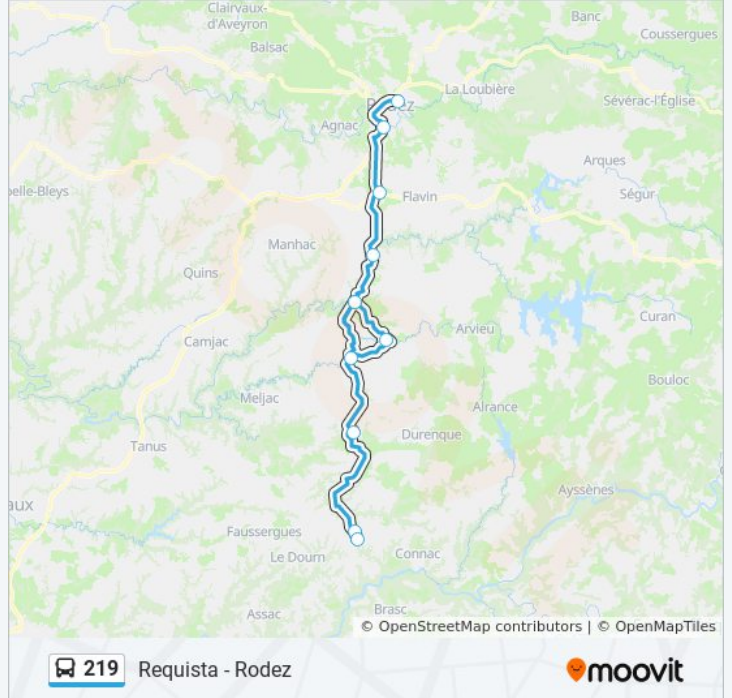 Clairvaux-
d'Aveyron
Banc
Coussergues
Balsac
La Loubière
Sévérac-l'Église
Agnac
Arques
pelle-Bleys
Flavin
Ségur
Manhac
Quins
Curan
Arvieu
Camjac
Bouloc
Meljac
Alrance
Durenque
Tanus
Ayssènes
aux
Faussergues
Le Dourn
Connac
Assac
Brasc
© OpenStreetMap contributors | © OpenMapTiles
219 Requista - Rodez
moovit